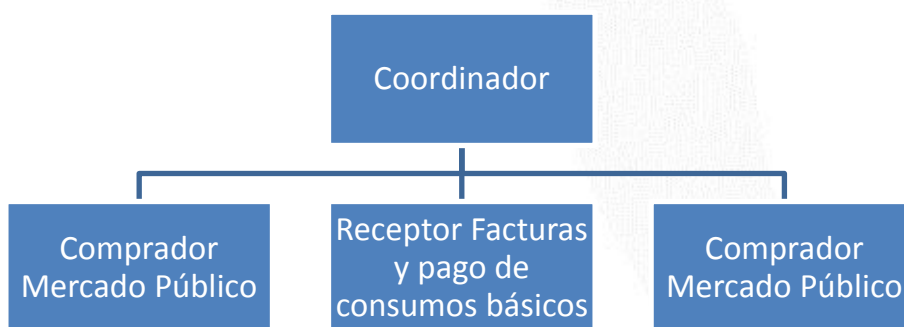 Coordinador
Comprador
Mercado Público
Receptor Facturas
y pago de
consumos básicos
Comprador
Mercado Público